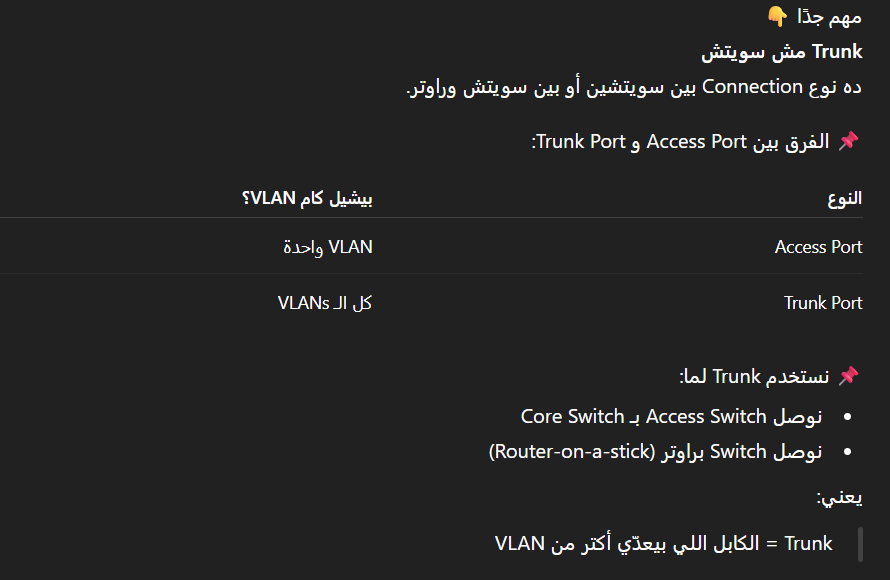 مهم جدًا 👇
Trunk مش سويتش
ده نوع Connection بين سويتشين أو بين سويتش وراوتر.
📌 الفرق بين Access Port و Trunk Port:
النوع	بيشيل كام VLAN؟
Access Port	VLAN واحدة
Trunk Port	كل الـ VLANs
📌 نستخدم Trunk لما:
• نوصل Access Switch بـ Core Switch
• نوصل Switch براوتر (Router-on-a-stick)
يعني:
Trunk = الكابل اللي بيعدّي أكتر من VLAN